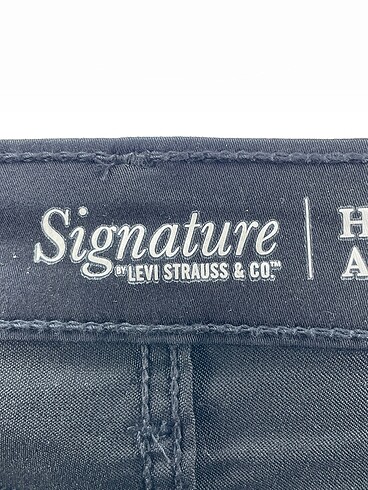 Signature
BY LEVI STRAUSS & CO.™